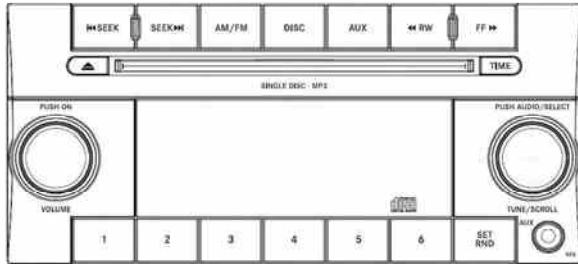 ⏮ SEEK SEEK ⏭ AM/FM DISC AUX ◀◀ RW FF ▶▶
TIME
SINGLE DISC - MP3
PUSH ON PUSH AUDIO/SELECT
VOLUME TUNE/SCROLL
AUX
1 2 3 4 5 6 SET RND